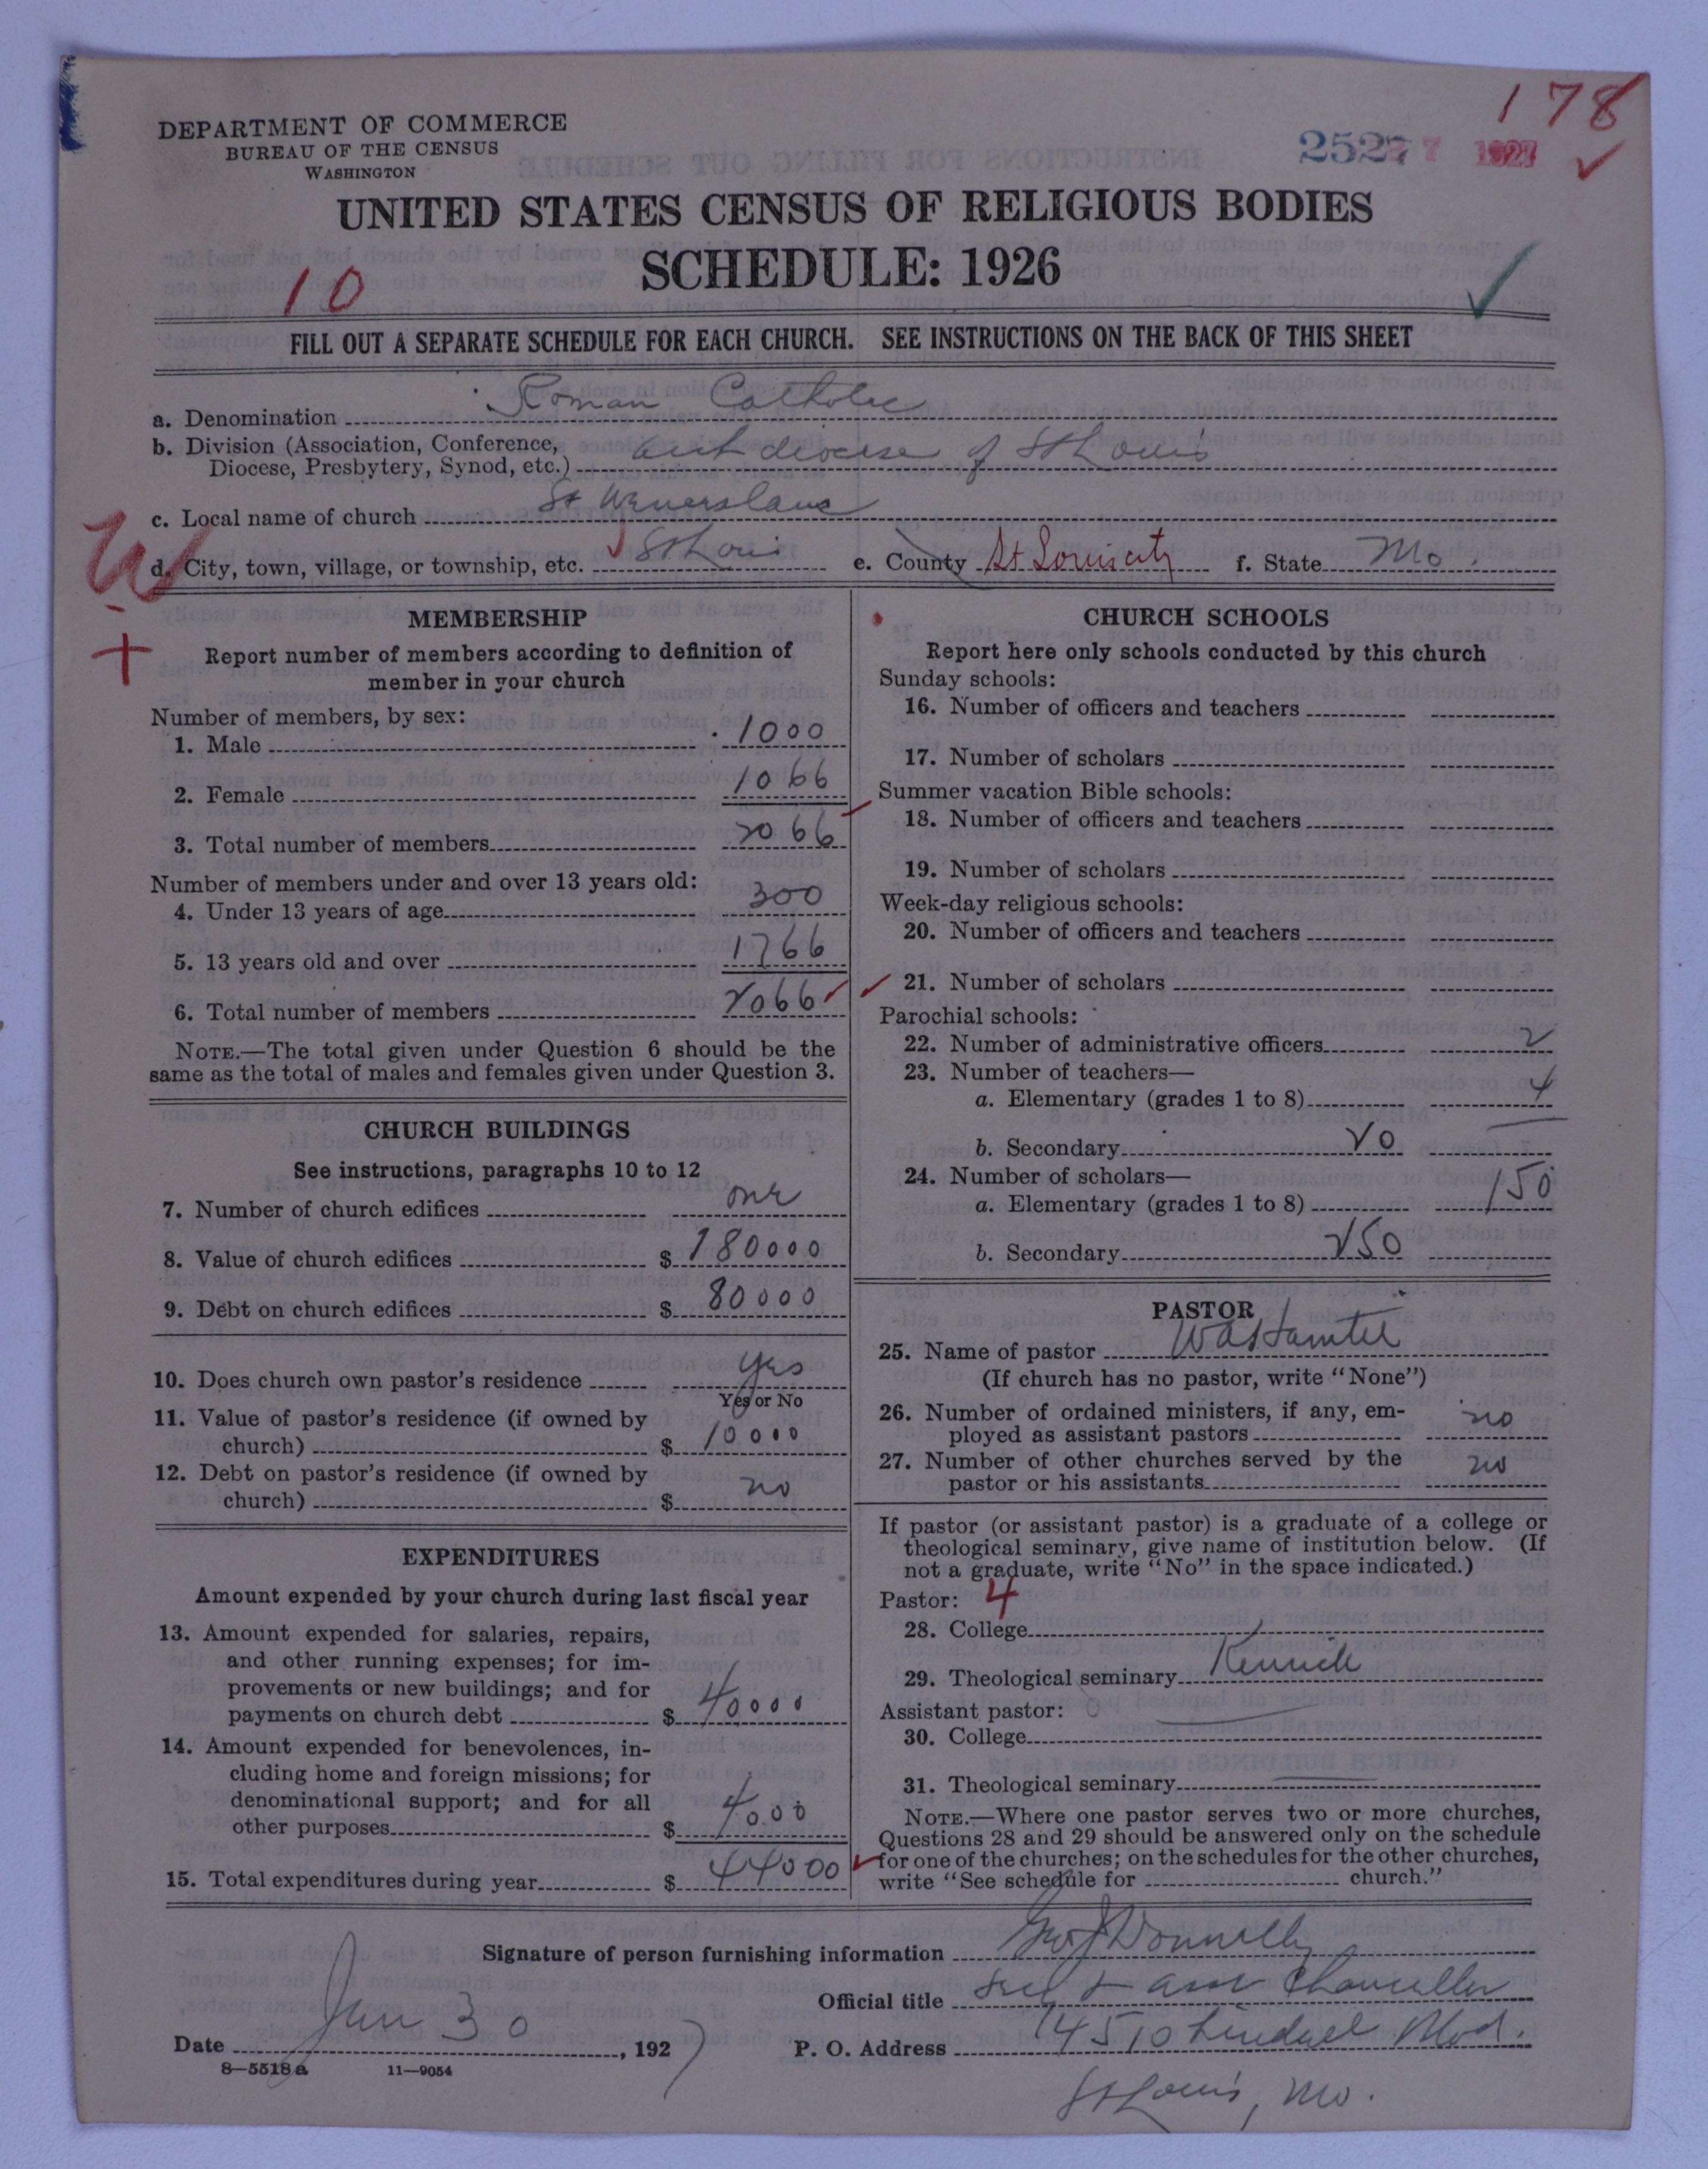 178
2527 7 1927
DEPARTMENT OF COMMERCE
BUREAU OF THE CENSUS
WASHINGTON
UNITED STATES CENSUS OF RELIGIOUS BODIES
SCHEDULE: 1926
10
FILL OUT A SEPARATE SCHEDULE FOR EACH CHURCH. SEE INSTRUCTIONS ON THE BACK OF THIS SHEET
a. Denomination Roman Catholic
b. Division (Association, Conference,
Diocese, Presbytery, Synod, etc.) Archdiocese of St Louis
c. Local name of church St Wenerslaus
d. City, town, village, or township, etc. St Louis e. County St Louis city f. State Mo.
W
+
MEMBERSHIP
Report number of members according to definition of
member in your church
Number of members, by sex:
1. Male 1000
2. Female 1066
3. Total number of members 2066
Number of members under and over 13 years old:
4. Under 13 years of age 300
5. 13 years old and over 1766
6. Total number of members 2066
NOTE.—The total given under Question 6 should be the
same as the total of males and females given under Question 3.
CHURCH BUILDINGS
See instructions, paragraphs 10 to 12
7. Number of church edifices one
8. Value of church edifices $ 180000
9. Debt on church edifices $ 80000
10. Does church own pastor's residence yes
Yes or No
11. Value of pastor's residence (if owned by
church) $ 10000
12. Debt on pastor's residence (if owned by
church) $ no
EXPENDITURES
Amount expended by your church during last fiscal year
13. Amount expended for salaries, repairs,
and other running expenses; for im-
provements or new buildings; and for
payments on church debt $ 40000
14. Amount expended for benevolences, in-
cluding home and foreign missions; for
denominational support; and for all
other purposes $ 4000
15. Total expenditures during year $ 44000
CHURCH SCHOOLS
Report here only schools conducted by this church
Sunday schools:
16. Number of officers and teachers
17. Number of scholars
Summer vacation Bible schools:
18. Number of officers and teachers
19. Number of scholars
Week-day religious schools:
20. Number of officers and teachers
21. Number of scholars
Parochial schools:
22. Number of administrative officers 2
23. Number of teachers—
a. Elementary (grades 1 to 8) 4
b. Secondary
24. Number of scholars—
a. Elementary (grades 1 to 8) 150
b. Secondary
PASTOR
25. Name of pastor
(If church has no pastor, write "None")
26. Number of ordained ministers, if any, em-
ployed as assistant pastors no
27. Number of other churches served by the
pastor or his assistants no
If pastor (or assistant pastor) is a graduate of a college or
theological seminary, give name of institution below. (If
not a graduate, write "No" in the space indicated.)
Pastor: 4
28. College
29. Theological seminary Kenrick
Assistant pastor:
30. College
31. Theological seminary
NOTE.—Where one pastor serves two or more churches,
Questions 28 and 29 should be answered only on the schedule
for one of the churches; on the schedules for the other churches,
write "See schedule for church."
Signature of person furnishing information Geo J Donnelly
Official title Secy & asst Chancellor
Date Jan 30, 1927 P. O. Address 4510 Lindell Blvd.
St Louis, Mo.
8—5518a 11—9054